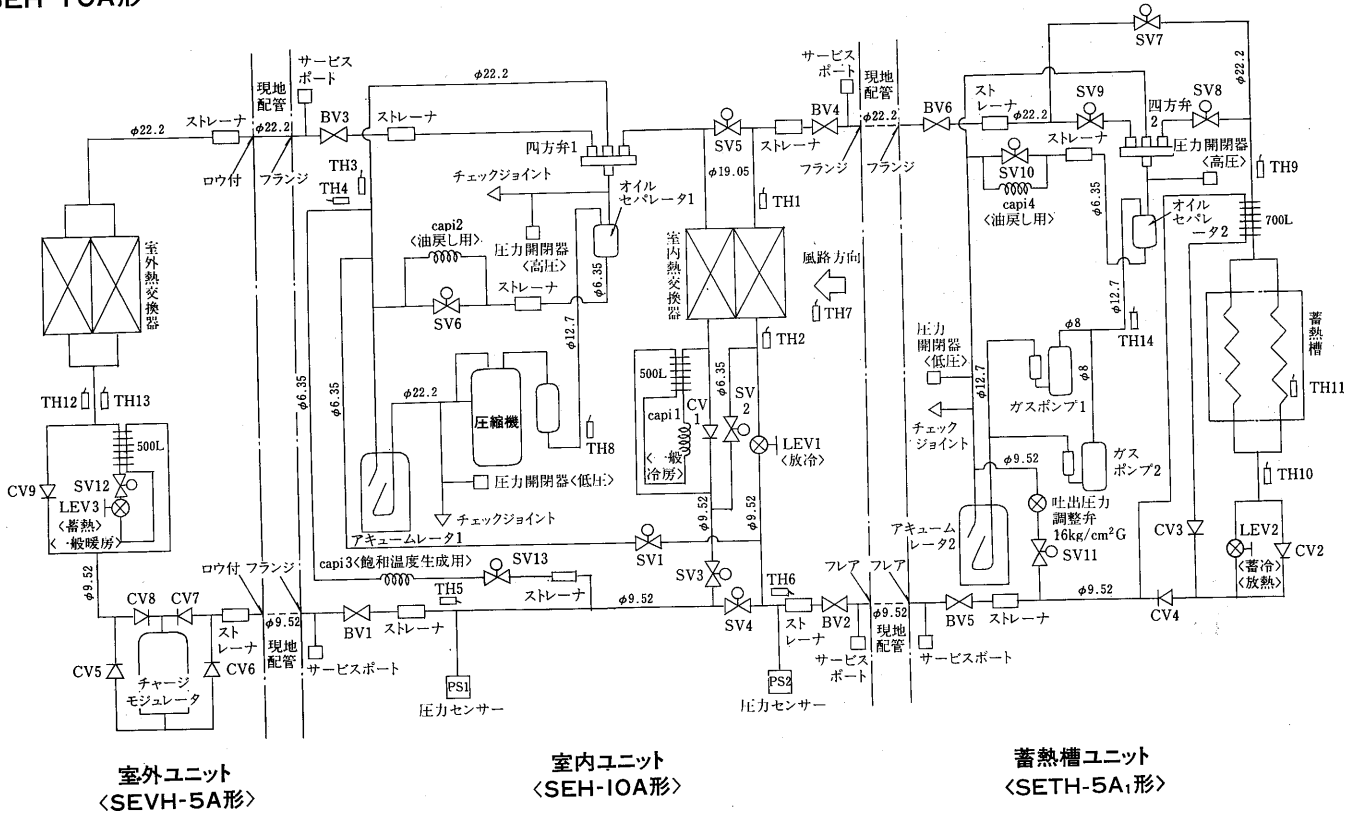 SEH-10A形
室外ユニット
〈SEVH-5A形〉
φ22.2
ストレーナ
φ22.2
ロウ付
現地
配管
フランジ
サービス
ポート
BV3
ストレーナ
φ22.2
TH3
TH4
室外熱交換器
TH12
TH13
500L
CV9
SV12
LEV3
〈蓄熱〉
〈一般暖房〉
φ9.52
CV8
CV7
スト
レーナ
ロウ付
フランジ
φ9.52
現地
配管
CV5
CV6
チャージ
モジュレータ
室内ユニット
〈SEH-10A形〉
四方弁1
チェックジョイント
オイル
セパレータ1
capi2
〈油戻し用〉
圧力開閉器
〈高圧〉
ストレーナ
SV6
φ6.35
φ12.7
φ6.35
φ6.35
φ22.2
圧縮機
TH8
圧力開閉器〈低圧〉
チェックジョイント
アキュームレータ1
capi3〈飽和温度生成用〉
SV13
ストレーナ
TH5
BV1
ストレーナ
サービスポート
PS1
圧力センサー
SV5
φ19.05
TH1
室内熱交換器
風路方向
TH7
TH2
500L
capi1
〈一般
冷房〉
CV
1
φ6.35
SV
2
LEV1
〈放冷〉
φ9.52
φ9.52
SV1
SV3
φ9.52
SV4
TH6
スト
レーナ
BV2
PS2
圧力センサー
サービス
ポート
ストレーナ
BV4
サービス
ポート
現地
配管
φ22.2
フランジ
フランジ
フレア
フレア
φ9.52
現地
配管
蓄熱槽ユニット
〈SETH-5A₁形〉
BV6
スト
レーナ
φ22.2
SV7
φ22.2
SV9
ストレーナ
四方弁
2
SV8
圧力開閉器
〈高圧〉
TH9
SV10
capi4
〈油戻し用〉
φ6.35
オイル
セパレ
ータ2
700L
φ12.7
TH14
圧力
開閉器
〈低圧〉
φ12.7
φ8
φ8
ガスポンプ1
チェック
ジョイント
ガス
ポンプ2
φ9.52
吐出圧力
調整弁
16kg/cm²G
SV11
アキューム
レータ2
BV5
ストレーナ
サービスポート
φ9.52
CV3
CV4
蓄熱槽
TH11
TH10
LEV2
〈蓄冷〉
〈放熱〉
CV2